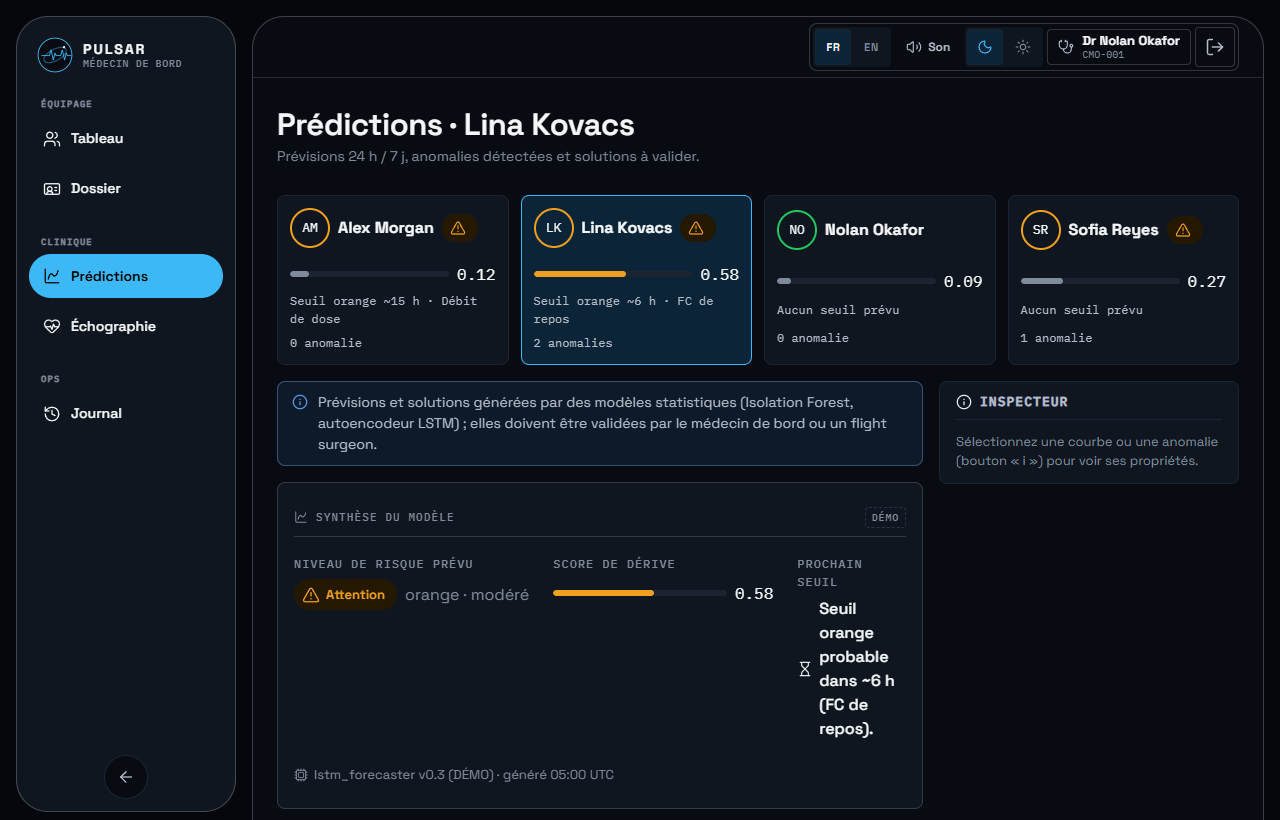 PULSAR
MÉDECIN DE BORD
ÉQUIPAGE
Tableau
Dossier
CLINIQUE
Prédictions
Échographie
OPS
Journal
FR
EN
Son
Dr Nolan Okafor
CMO-001
Prédictions · Lina Kovacs
Prévisions 24 h / 7 j, anomalies détectées et solutions à valider.
AM
Alex Morgan
0.12
Seuil orange ~15 h · Débit
de dose
0 anomalie
LK
Lina Kovacs
0.58
Seuil orange ~6 h · FC de
repos
2 anomalies
NO
Nolan Okafor
0.09
Aucun seuil prévu
0 anomalie
SR
Sofia Reyes
0.27
Aucun seuil prévu
1 anomalie
Prévisions et solutions générées par des modèles statistiques (Isolation Forest,
autoencodeur LSTM) ; elles doivent être validées par le médecin de bord ou un flight
surgeon.
INSPECTEUR
Sélectionnez une courbe ou une anomalie
(bouton « i ») pour voir ses propriétés.
SYNTHÈSE DU MODÈLE
DÉMO
NIVEAU DE RISQUE PRÉVU
Attention
orange · modéré
SCORE DE DÉRIVE
0.58
PROCHAIN
SEUIL
Seuil
orange
probable
dans ~6 h
(FC de
repos).
lstm_forecaster v0.3 (DÉMO) · généré 05:00 UTC